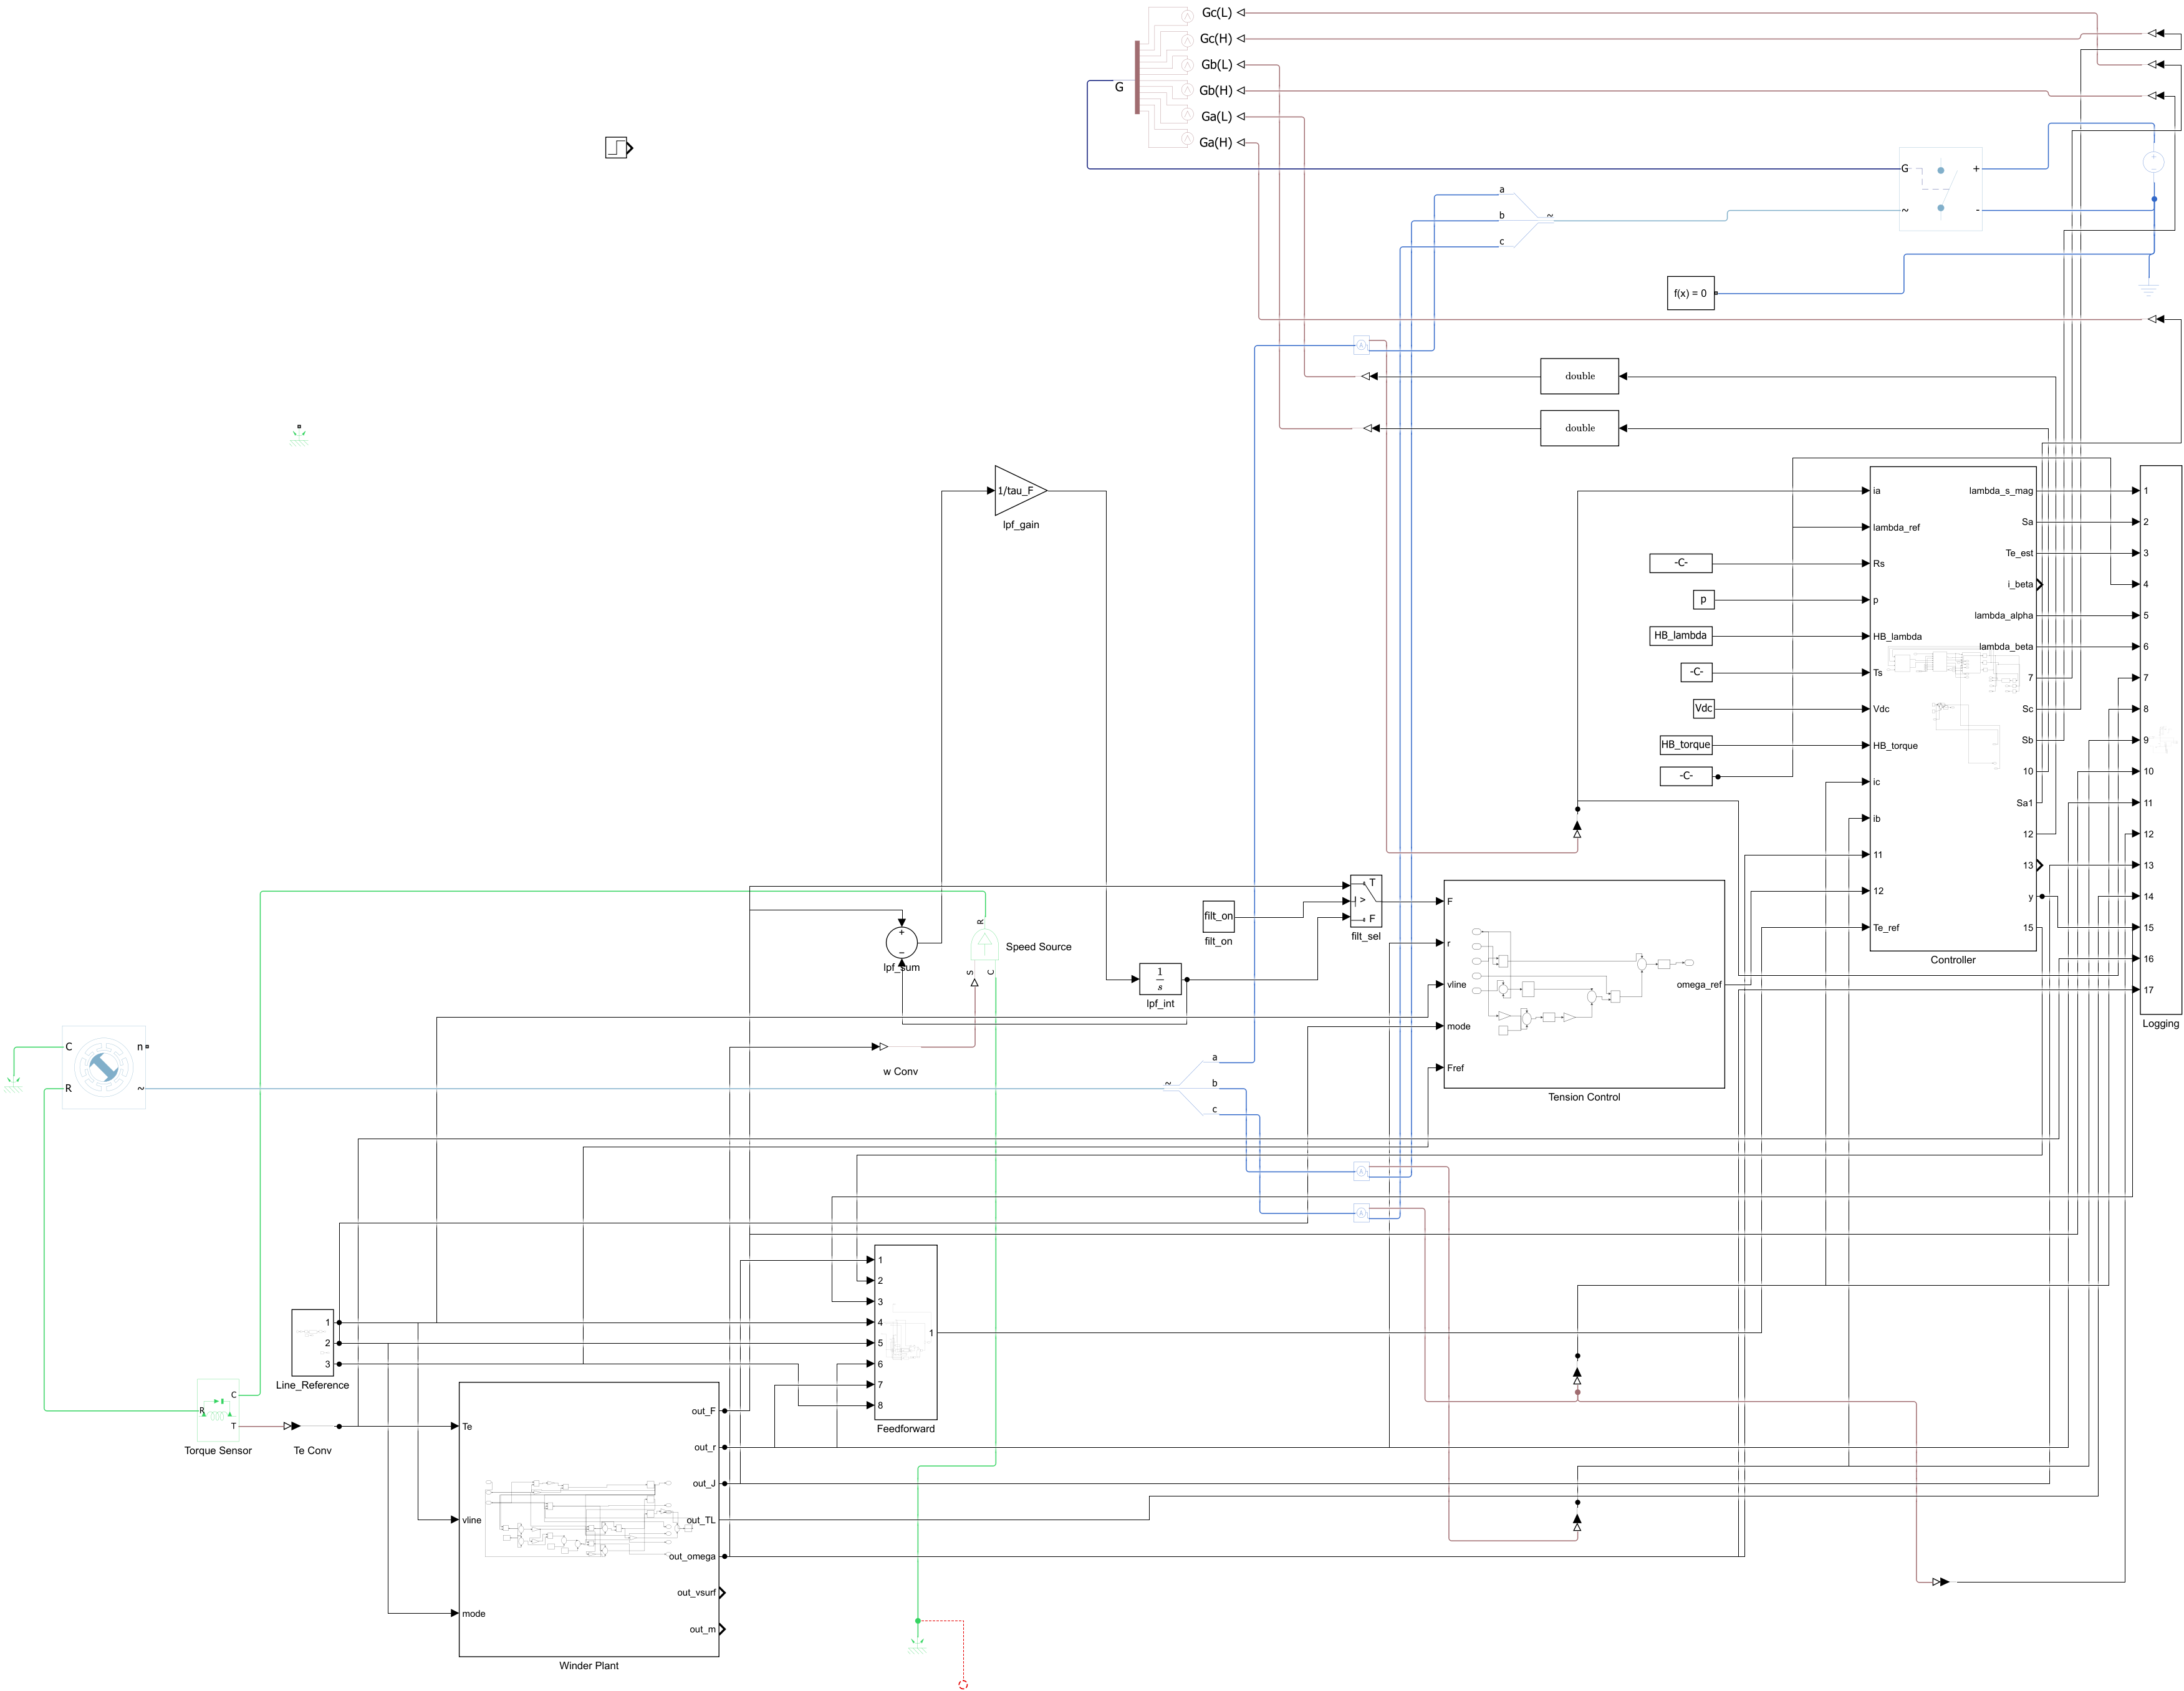 Gc(L)
Gc(H)
Gb(L)
Gb(H)
Ga(L)
Ga(H)
G
G
+
~
-
+
-
a
b
c
~
f(x) = 0
A
double
double
1/tau_F
lpf_gain
ia
lambda_ref
Rs
p
HB_lambda
Ts
Vdc
HB_torque
ic
ib
11
12
Te_ref
lambda_s_mag
Sa
Te_est
i_beta
lambda_alpha
lambda_beta
7
Sc
Sb
10
Sa1
12
13
y
15
Controller
-C-
p
HB_lambda
-C-
Vdc
HB_torque
-C-
1
2
3
4
5
6
7
8
9
10
11
12
13
14
15
16
17
Logging
+
-
lpf_sum
R
S
C
Speed Source
1
s
lpf_int
filt_on
filt_on
T
>
F
filt_sel
F
r
vline
mode
Fref
omega_ref
Tension Control
w Conv
C
R
n
~
~
a
b
c
A
A
1
2
3
4
5
6
7
8
1
Feedforward
1
2
3
Line_Reference
C
R
T
Torque Sensor
Te Conv
Te
vline
mode
out_F
out_r
out_J
out_TL
out_omega
out_vsurf
out_m
Winder Plant